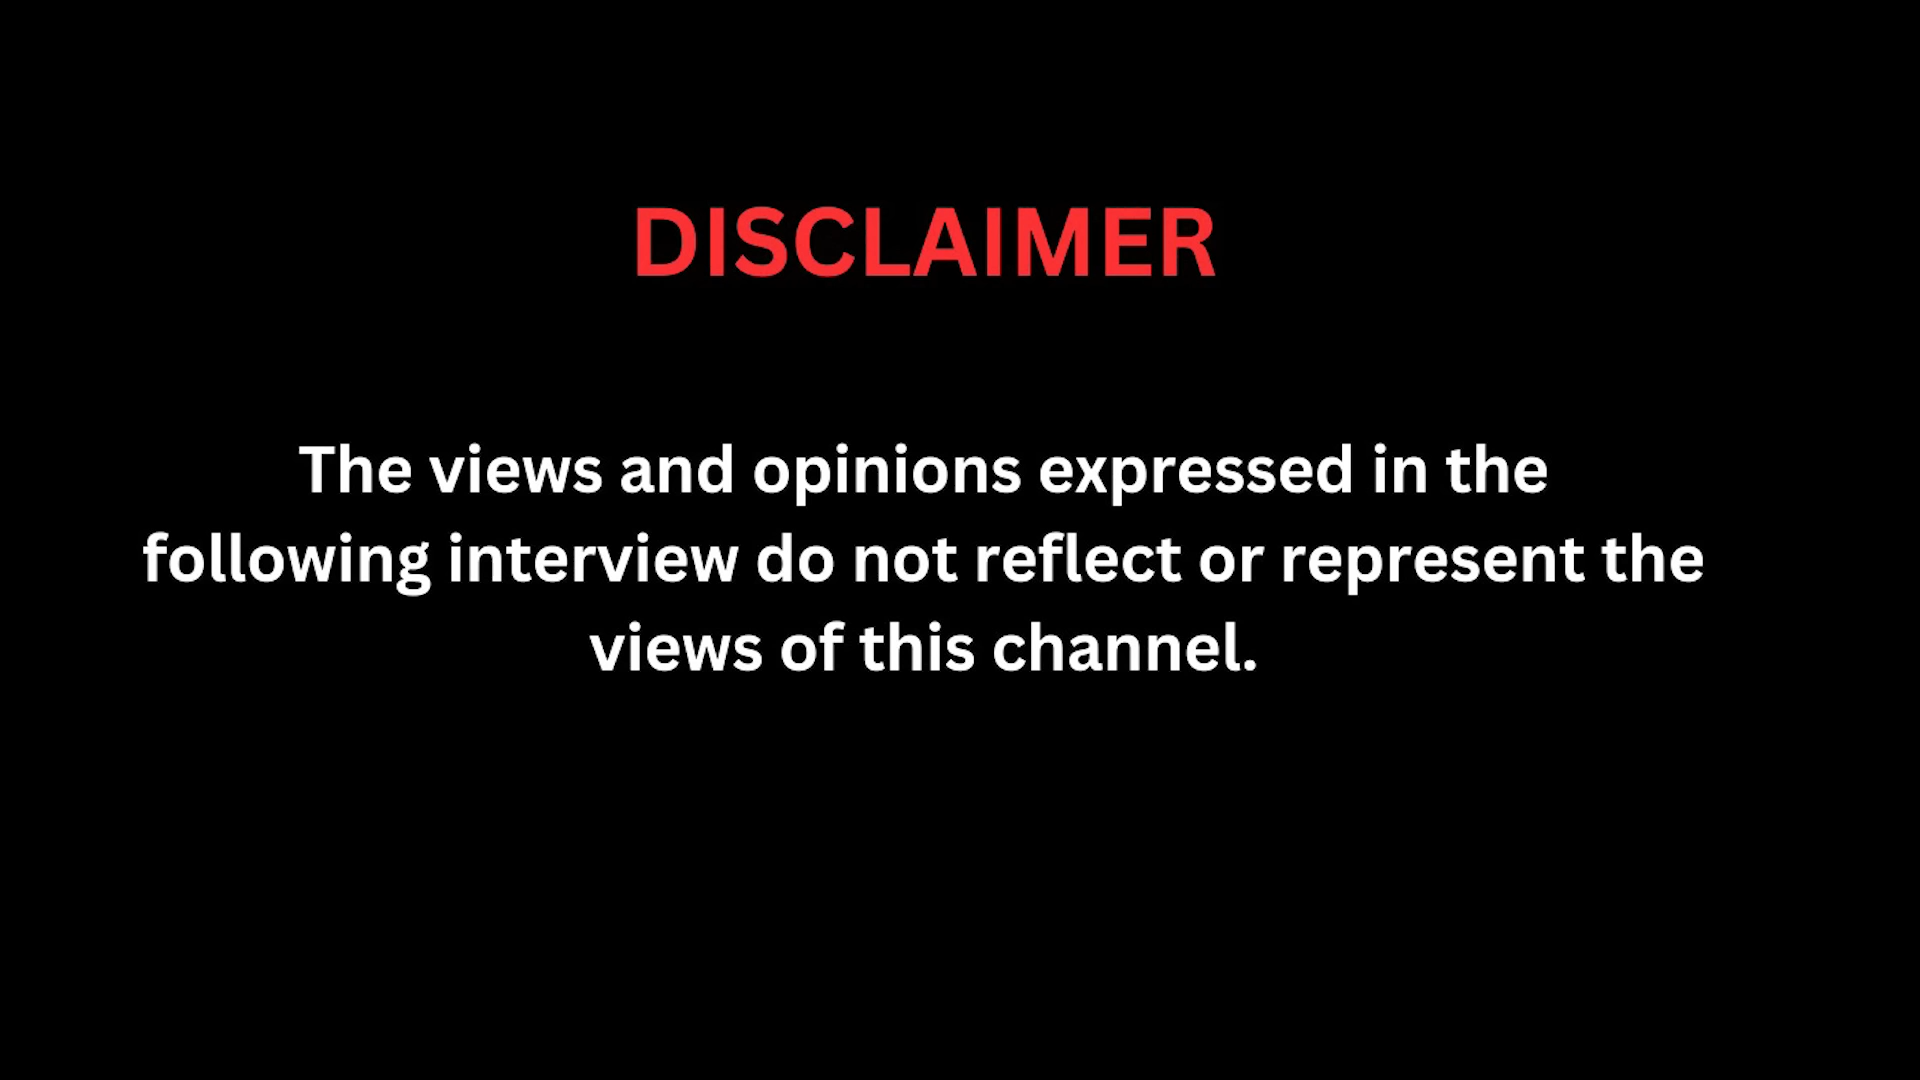 DISCLAIMER
The views and opinions expressed in the
following interview do not reflect or represent the
views of this channel.